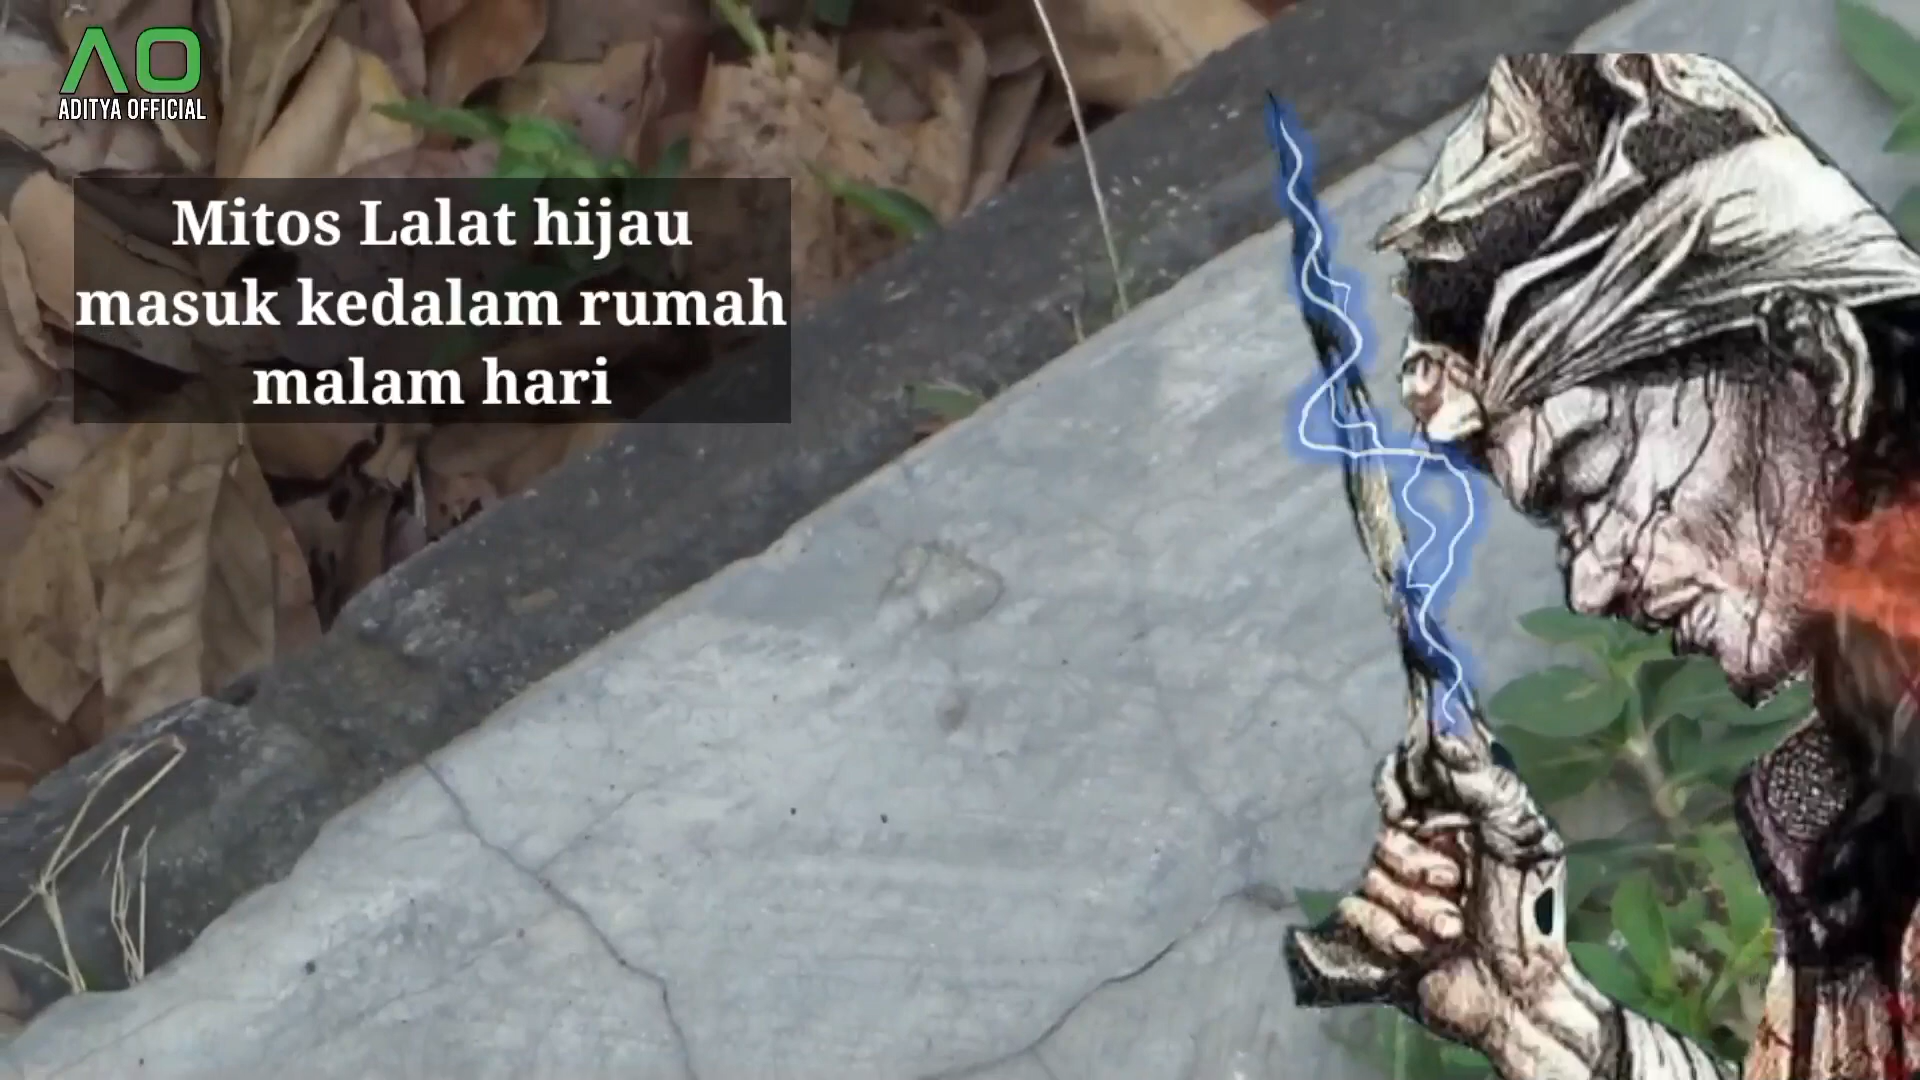 AO
ADITYA OFFICIAL
Mitos Lalat hijau
masuk kedalam rumah
malam hari